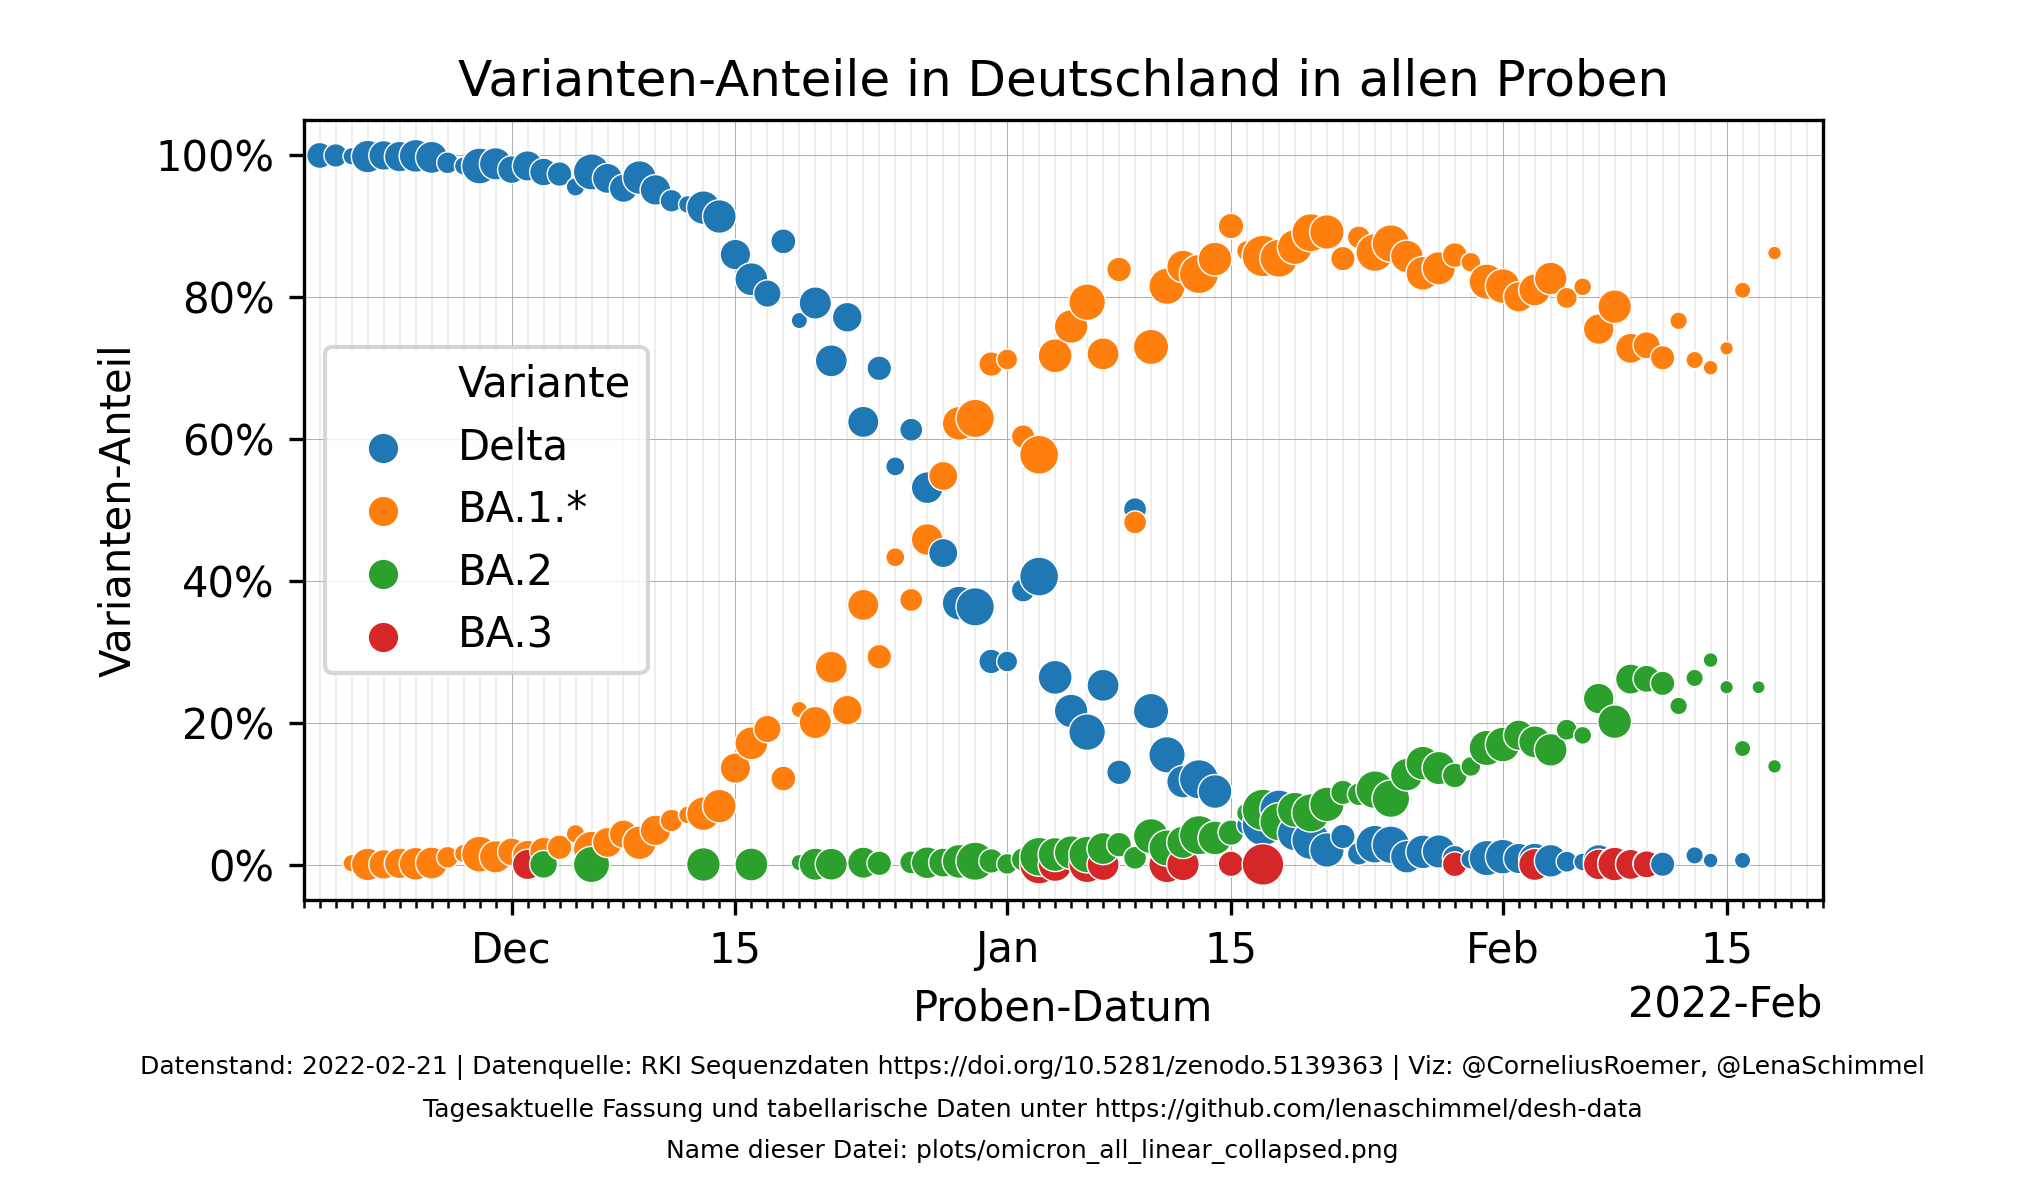 Varianten-Anteile in Deutschland in allen Proben
100%
80%
60%
40%
20%
0%
Varianten-Anteil
Variante
Delta
BA.1.*
BA.2
BA.3
Dec 15 Jan 15 Feb 15
Proben-Datum
2022-Feb
Datenstand: 2022-02-21 | Datenquelle: RKI Sequenzdaten https://doi.org/10.5281/zenodo.5139363 | Viz: @CorneliusRoemer, @LenaSchimmel
Tagesaktuelle Fassung und tabellarische Daten unter https://github.com/lenaschimmel/desh-data
Name dieser Datei: plots/omicron_all_linear_collapsed.png